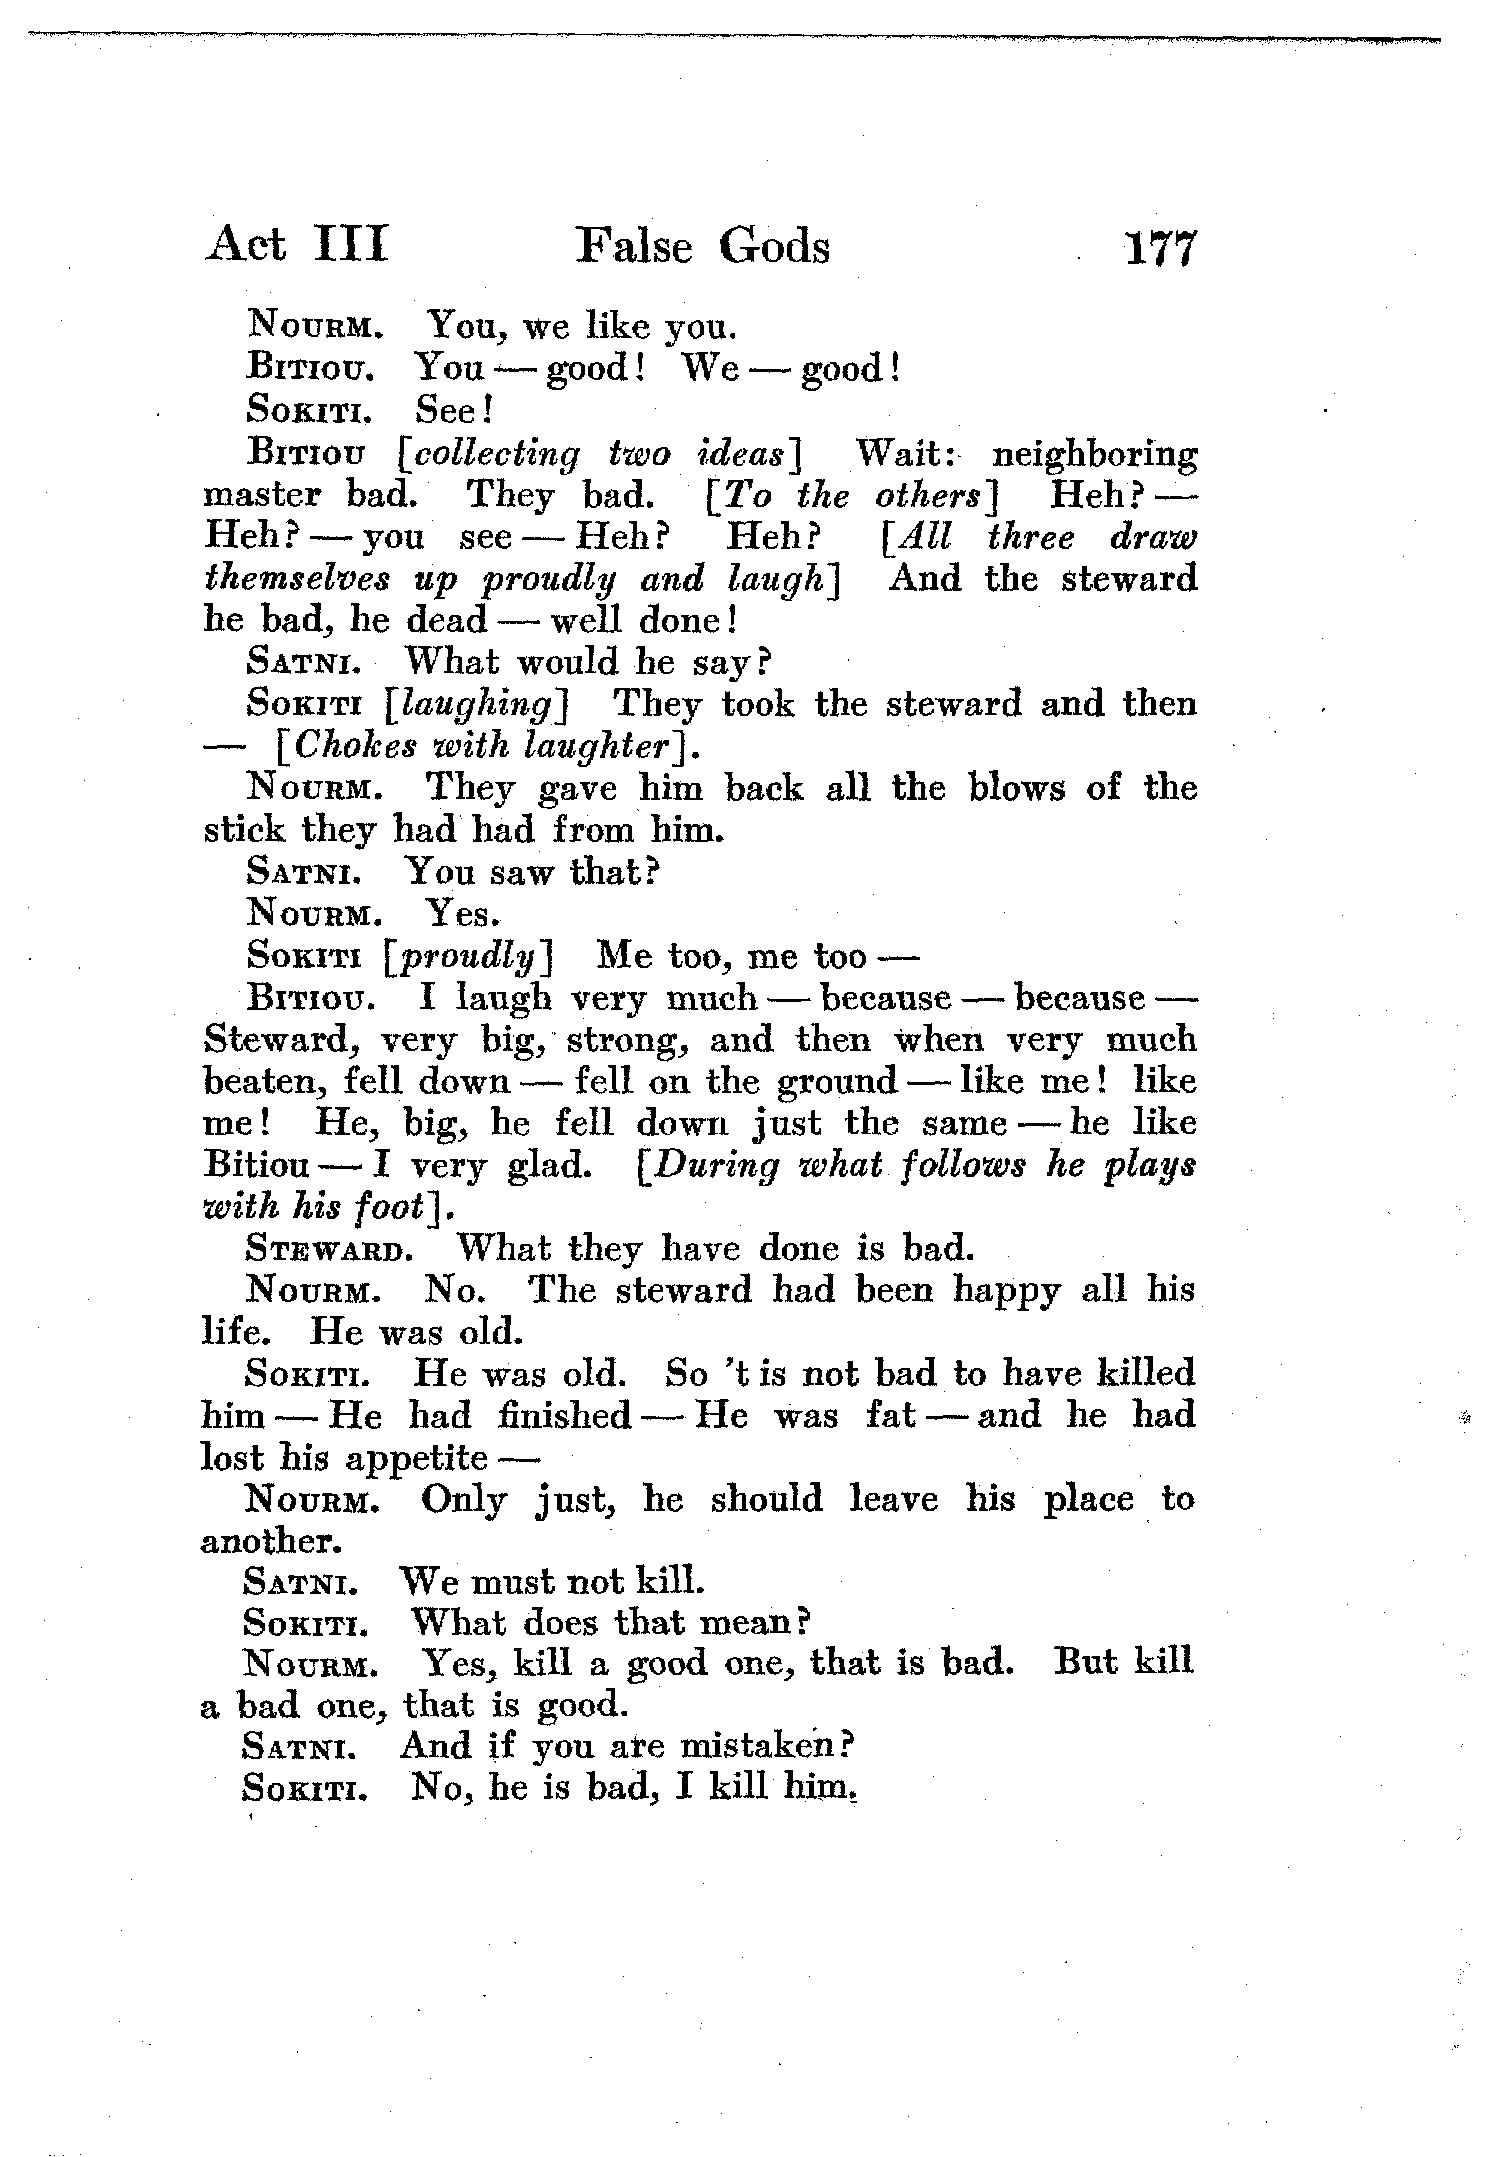 Act III False Gods 177
NOURM. You, we like you.
BITIOU. You — good! We — good!
SOKITI. See!
BITIOU [collecting two ideas] Wait: neighboring
master bad. They bad. [To the others] Heh? —
Heh? — you see — Heh? Heh? [All three draw
themselves up proudly and laugh] And the steward
he bad, he dead — well done!
SATNI. What would he say?
SOKITI [laughing] They took the steward and then
— [Chokes with laughter].
NOURM. They gave him back all the blows of the
stick they had had from him.
SATNI. You saw that?
NOURM. Yes.
SOKITI [proudly] Me too, me too —
BITIOU. I laugh very much — because — because —
Steward, very big, strong, and then when very much
beaten, fell down — fell on the ground — like me! like
me! He, big, he fell down just the same — he like
Bitiou — I very glad. [During what follows he plays
with his foot].
STEWARD. What they have done is bad.
NOURM. No. The steward had been happy all his
life. He was old.
SOKITI. He was old. So 't is not bad to have killed
him — He had finished — He was fat — and he had
lost his appetite —
NOURM. Only just, he should leave his place to
another.
SATNI. We must not kill.
SOKITI. What does that mean?
NOURM. Yes, kill a good one, that is bad. But kill
a bad one, that is good.
SATNI. And if you are mistaken?
SOKITI. No, he is bad, I kill him.